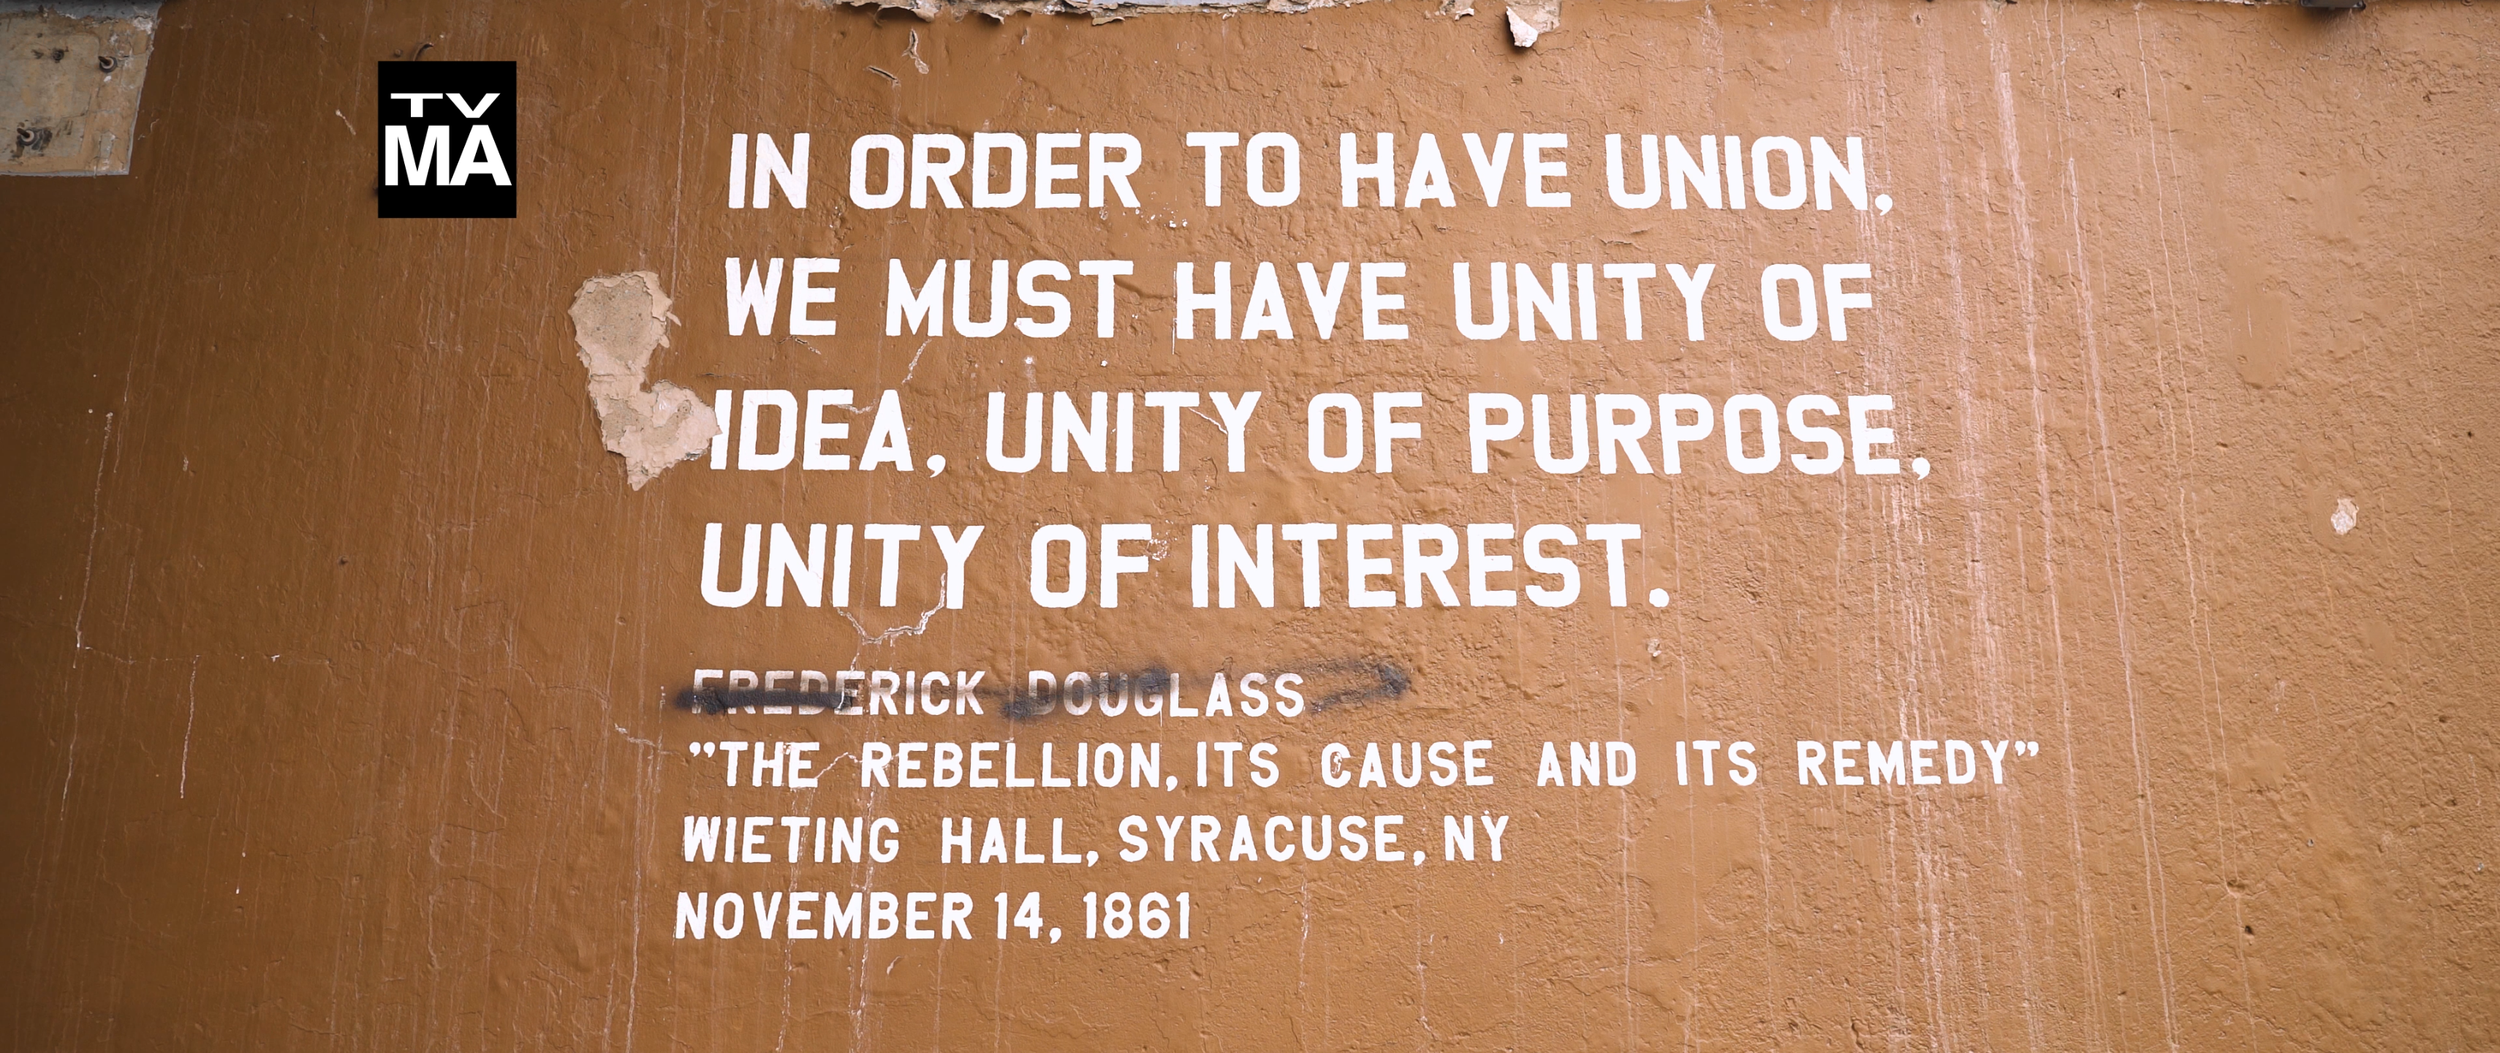 TV
MA
IN ORDER TO HAVE UNION,
WE MUST HAVE UNITY OF
IDEA, UNITY OF PURPOSE,
UNITY OF INTEREST.
FREDERICK DOUGLASS
"THE REBELLION, ITS CAUSE AND ITS REMEDY"
WIETING HALL, SYRACUSE, NY
NOVEMBER 14, 1861